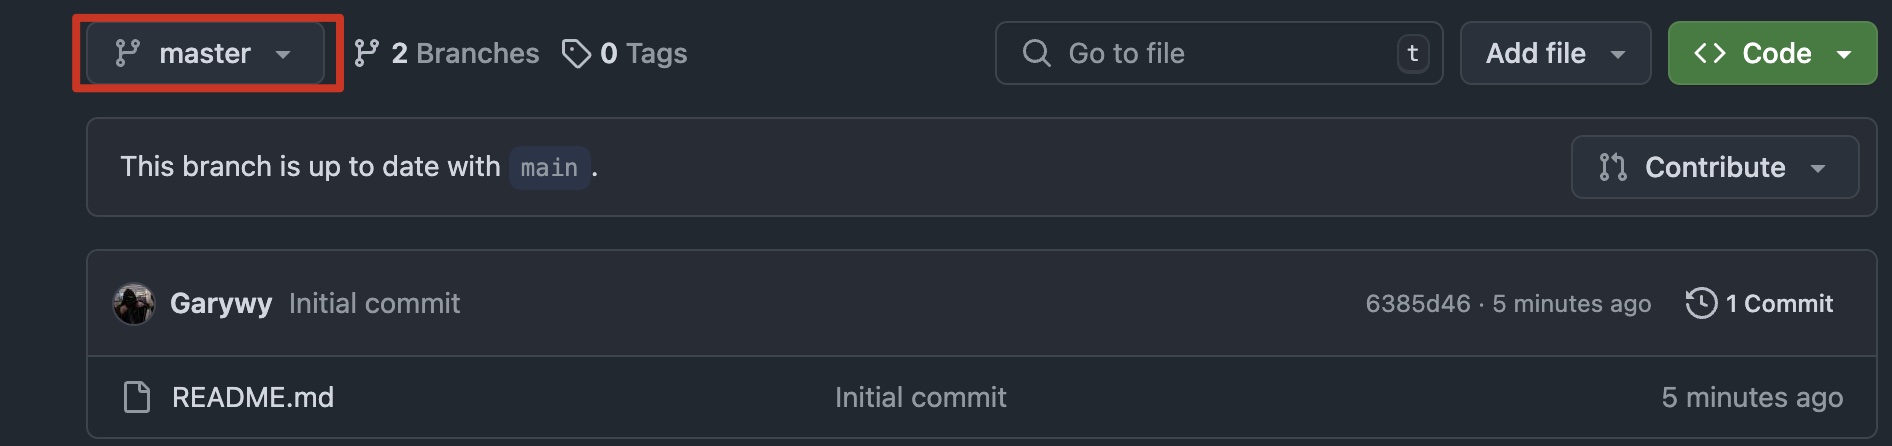 master 2 Branches 0 Tags Go to file t Add file Code
This branch is up to date with main.
Contribute
Garywy Initial commit 6385d46 · 5 minutes ago 1 Commit
README.md Initial commit 5 minutes ago